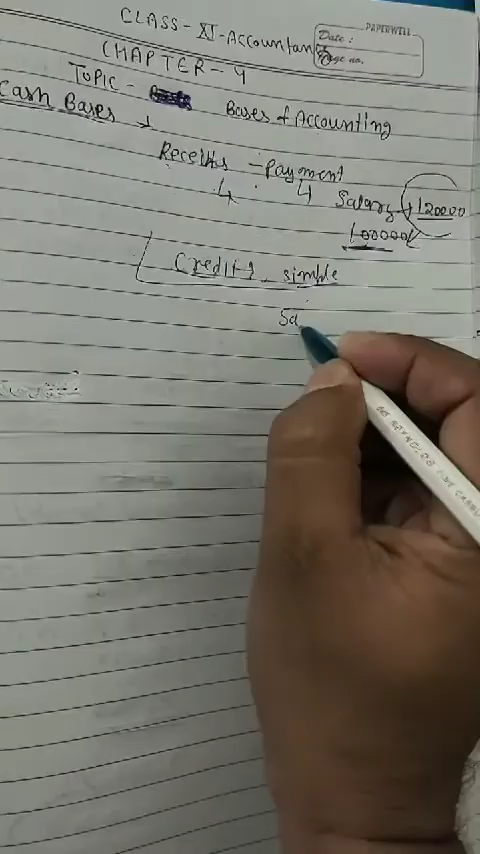 PAPERWELL
CLASS - XI - Accountancy
Date :
Page no.
CHAPTER - 4
Topic - Bases of Accounting
Cash Bases →
Receipts - Payment
Salary 120000
100000
Credit simple
Sa